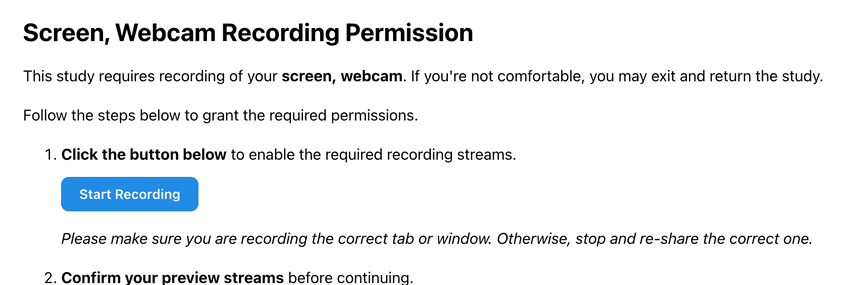 Screen, Webcam Recording Permission
This study requires recording of your screen, webcam. If you're not comfortable, you may exit and return the study.
Follow the steps below to grant the required permissions.
1. Click the button below to enable the required recording streams.
Start Recording
Please make sure you are recording the correct tab or window. Otherwise, stop and re-share the correct one.
2. Confirm your preview streams before continuing.